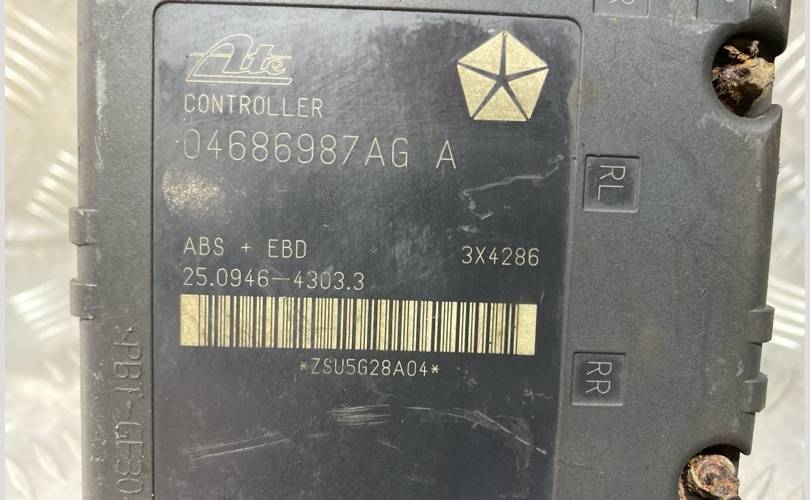 Ate
CONTROLLER
04686987AG A
ABS + EBD
3X4286
25.0946-4303.3
*ZSU5G28A04*
RL
RR